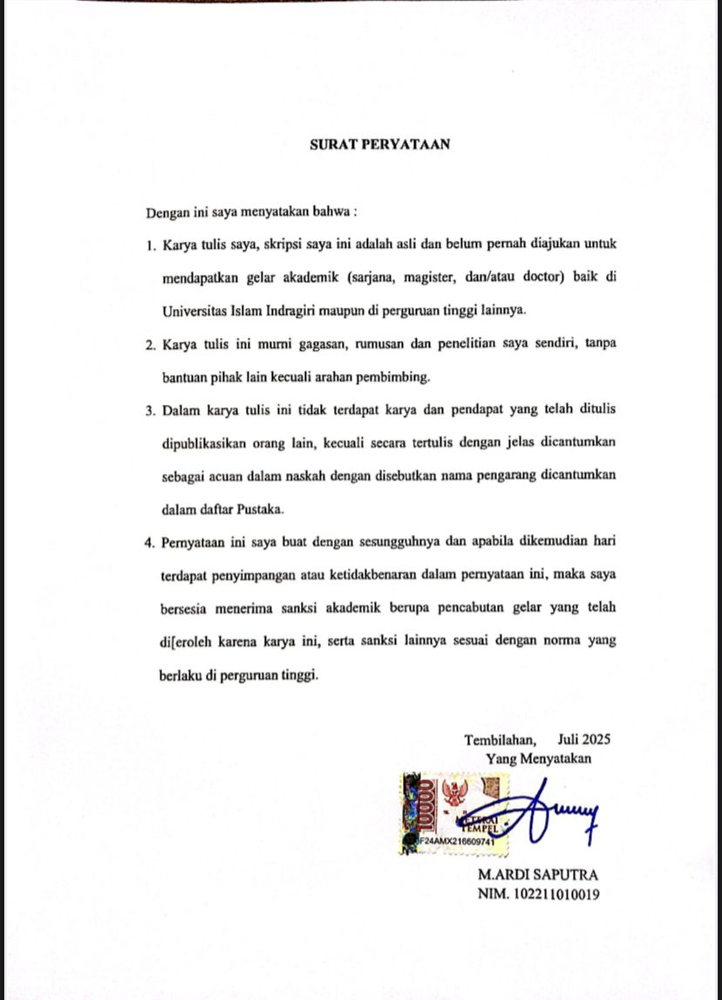 SURAT PERYATAAN
Dengan ini saya menyatakan bahwa :
1. Karya tulis saya, skripsi saya ini adalah asli dan belum pernah diajukan untuk
mendapatkan gelar akademik (sarjana, magister, dan/atau doctor) baik di
Universitas Islam Indragiri maupun di perguruan tinggi lainnya.
2. Karya tulis ini murni gagasan, rumusan dan penelitian saya sendiri, tanpa
bantuan pihak lain kecuali arahan pembimbing.
3. Dalam karya tulis ini tidak terdapat karya dan pendapat yang telah ditulis
dipublikasikan orang lain, kecuali secara tertulis dengan jelas dicantumkan
sebagai acuan dalam naskah dengan disebutkan nama pengarang dicantumkan
dalam daftar Pustaka.
4. Pernyataan ini saya buat dengan sesungguhnya dan apabila dikemudian hari
terdapat penyimpangan atau ketidakbenaran dalam pernyataan ini, maka saya
bersesia menerima sanksi akademik berupa pencabutan gelar yang telah
di[eroleh karena karya ini, serta sanksi lainnya sesuai dengan norma yang
berlaku di perguruan tinggi.
Tembilahan, Juli 2025
Yang Menyatakan
10000
METERAI
TEMPEL
F24AMX216609741
M.ARDI SAPUTRA
NIM. 102211010019